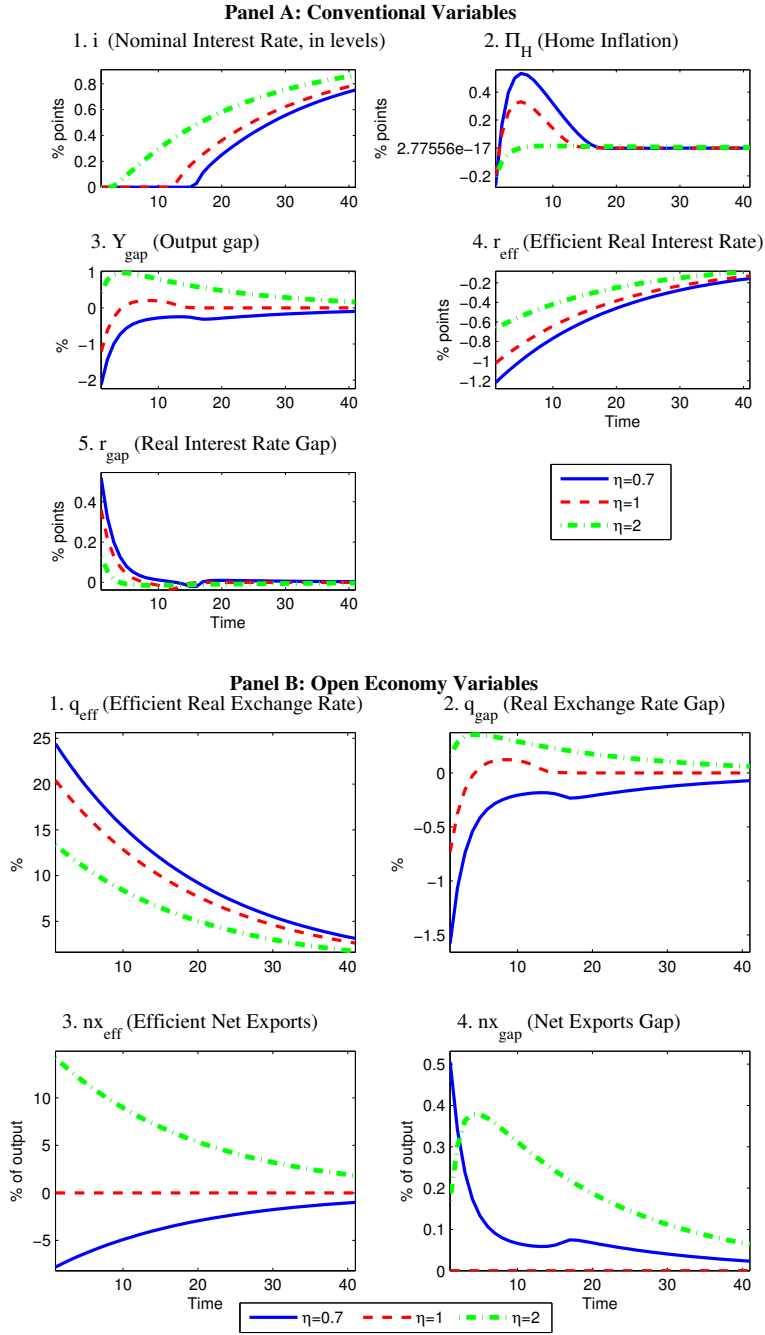 Panel A: Conventional Variables
1. i (Nominal Interest Rate, in levels)
% points
0.8
0.6
0.4
0.2
0
10 20 30 40
2. Π_H (Home Inflation)
% points
0.4
0.2
2.77556e−17
−0.2
10 20 30 40
3. Y_gap (Output gap)
%
1
0
−1
−2
10 20 30 40
4. r_eff (Efficient Real Interest Rate)
% points
−0.2
−0.4
−0.6
−0.8
−1
−1.2
10 20 30 40
Time
5. r_gap (Real Interest Rate Gap)
% points
0.4
0.2
0
10 20 30 40
Time
η=0.7
η=1
η=2
Panel B: Open Economy Variables
1. q_eff (Efficient Real Exchange Rate)
%
25
20
15
10
5
10 20 30 40
2. q_gap (Real Exchange Rate Gap)
%
0
−0.5
−1
−1.5
10 20 30 40
3. nx_eff (Efficient Net Exports)
% of output
10
5
0
−5
10 20 30 40
Time
4. nx_gap (Net Exports Gap)
% of output
0.5
0.4
0.3
0.2
0.1
0
10 20 30 40
Time
η=0.7 η=1 η=2